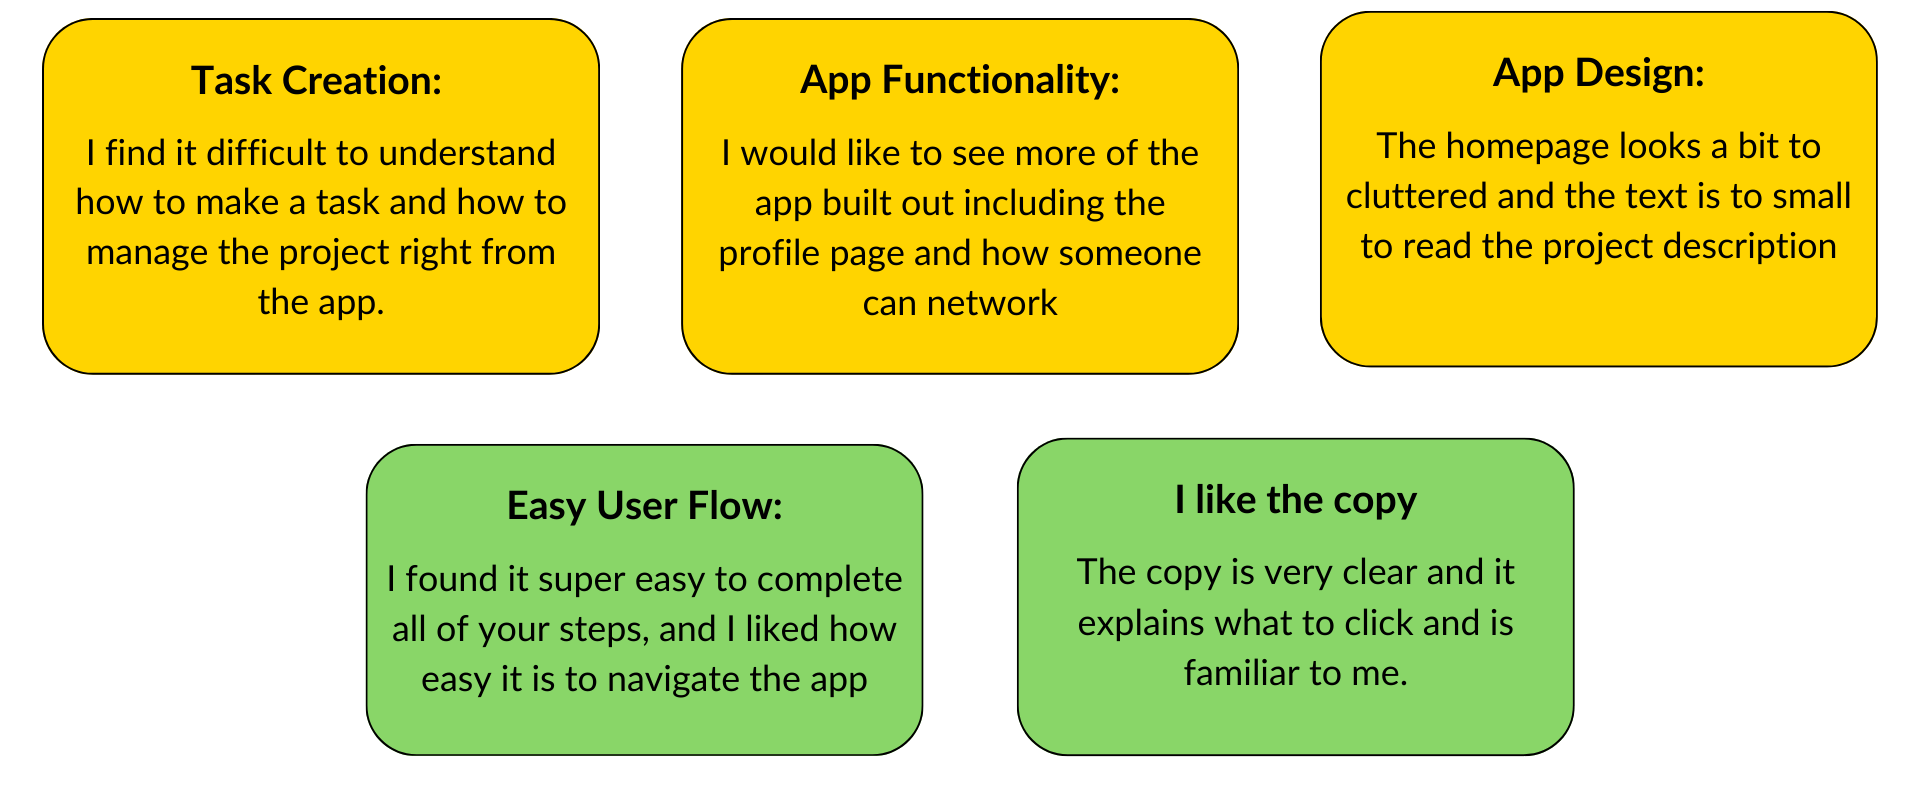 Task Creation:
I find it difficult to understand
how to make a task and how to
manage the project right from
the app.
App Functionality:
I would like to see more of the
app built out including the
profile page and how someone
can network
App Design:
The homepage looks a bit to
cluttered and the text is to small
to read the project description
Easy User Flow:
I found it super easy to complete
all of your steps, and I liked how
easy it is to navigate the app
I like the copy
The copy is very clear and it
explains what to click and is
familiar to me.